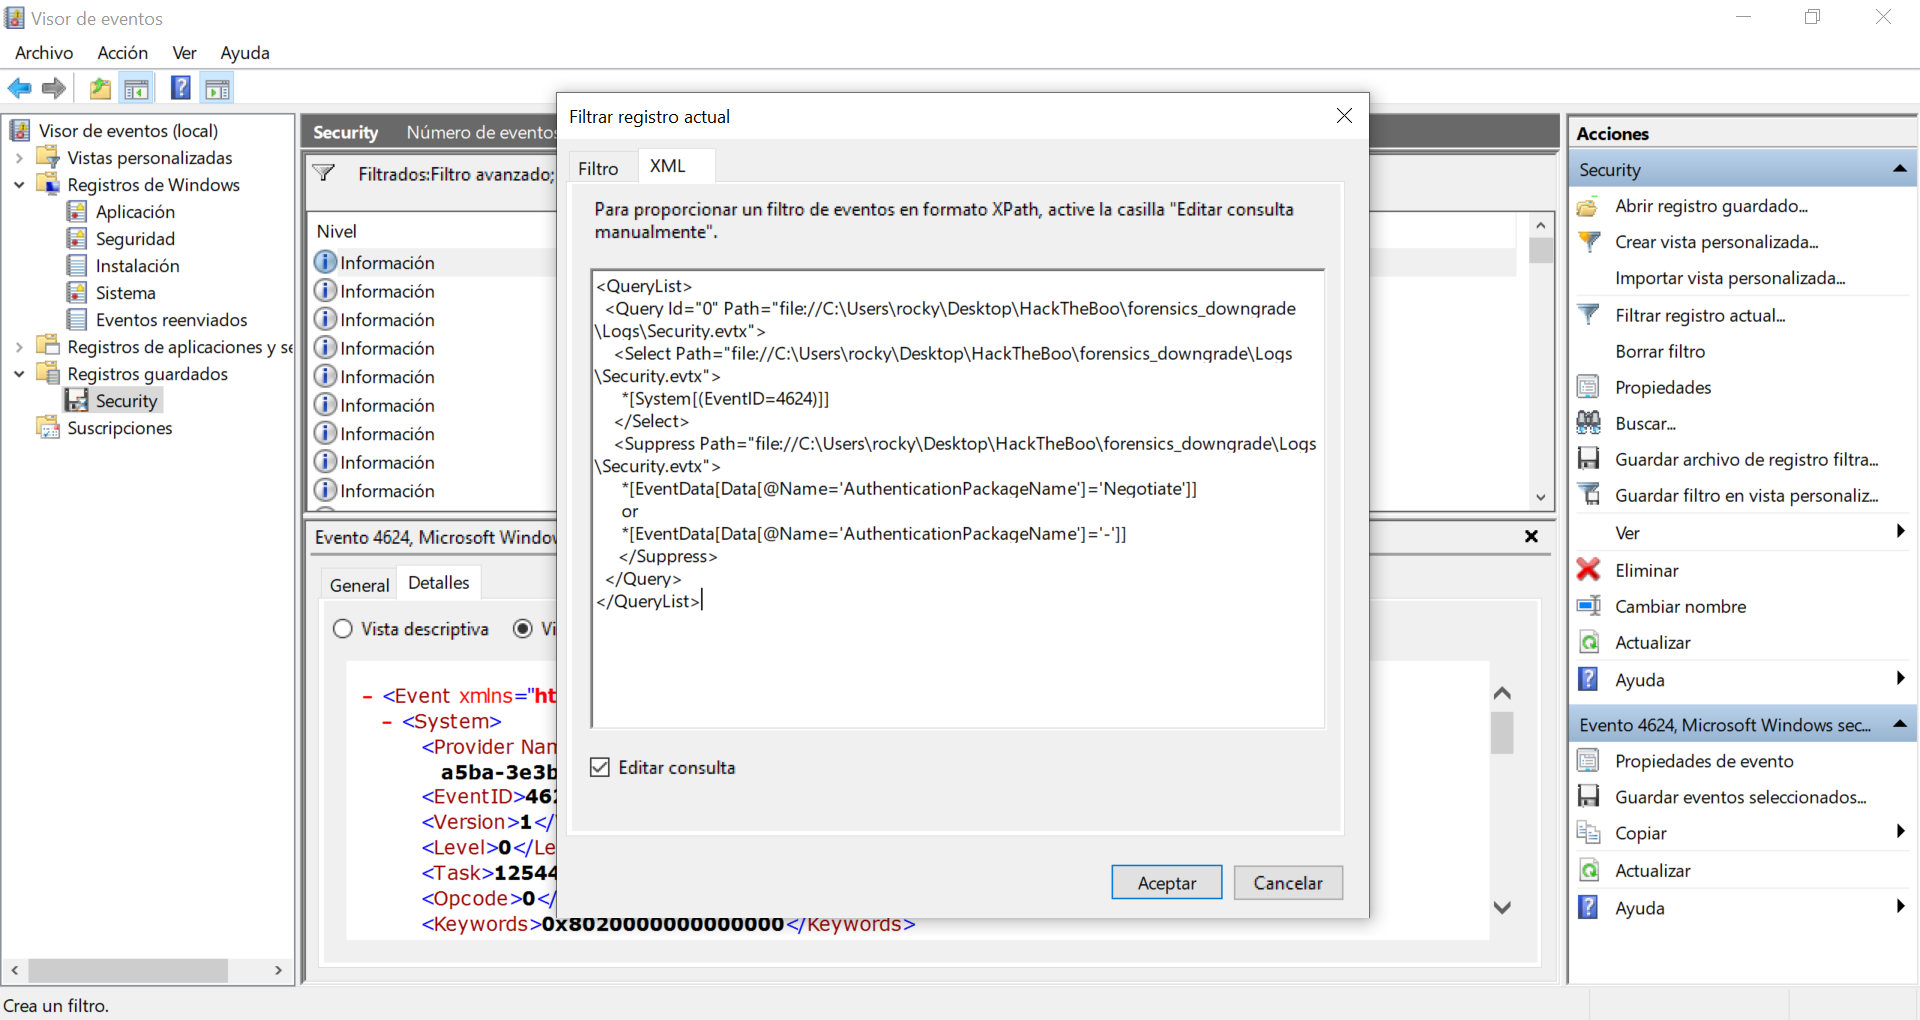 Visor de eventos
Archivo Acción Ver Ayuda
Visor de eventos (local)
Vistas personalizadas
Registros de Windows
Aplicación
Seguridad
Instalación
Sistema
Eventos reenviados
Registros de aplicaciones y se
Registros guardados
Security
Suscripciones
Security Número de eventos
Filtrados:Filtro avanzado;
Nivel
Información
Información
Información
Información
Información
Información
Información
Información
Información
Evento 4624, Microsoft Window
General Detalles
Vista descriptiva Vi
- <Event xmlns="ht
- <System>
<Provider Nam
a5ba-3e3b
<EventID>462
<Version>1</
<Level>0</Le
<Task>12544
<Opcode>0</
<Keywords>0x8020000000000000</Keywords>
Filtrar registro actual
Filtro XML
Para proporcionar un filtro de eventos en formato XPath, active la casilla "Editar consulta
manualmente".
<QueryList>
<Query Id="0" Path="file://C:\Users\rocky\Desktop\HackTheBoo\forensics_downgrade
\Logs\Security.evtx">
<Select Path="file://C:\Users\rocky\Desktop\HackTheBoo\forensics_downgrade\Logs
\Security.evtx">
*[System[(EventID=4624)]]
</Select>
<Suppress Path="file://C:\Users\rocky\Desktop\HackTheBoo\forensics_downgrade\Logs
\Security.evtx">
*[EventData[Data[@Name='AuthenticationPackageName']='Negotiate']]
or
*[EventData[Data[@Name='AuthenticationPackageName']='-']]
</Suppress>
</Query>
</QueryList>
Editar consulta
Aceptar Cancelar
Acciones
Security
Abrir registro guardado...
Crear vista personalizada...
Importar vista personalizada...
Filtrar registro actual...
Borrar filtro
Propiedades
Buscar...
Guardar archivo de registro filtra...
Guardar filtro en vista personaliz...
Ver
Eliminar
Cambiar nombre
Actualizar
Ayuda
Evento 4624, Microsoft Windows sec...
Propiedades de evento
Guardar eventos seleccionados...
Copiar
Actualizar
Ayuda
Crea un filtro.